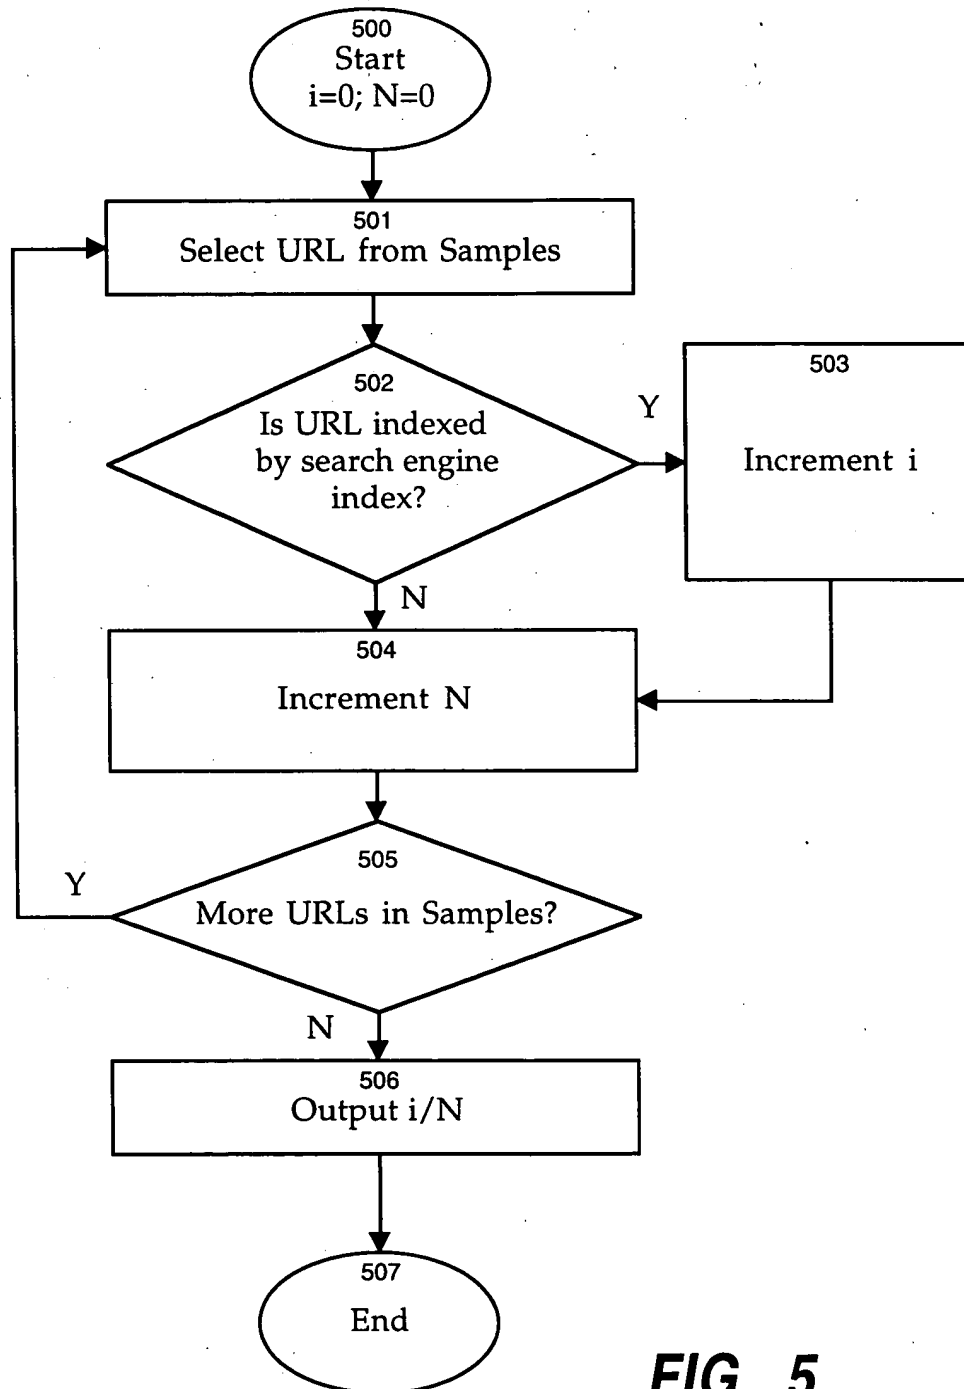 500
Start
i=0; N=0
501
Select URL from Samples
502
Is URL indexed
by search engine
index?
Y
503
Increment i
N
504
Increment N
505
More URLs in Samples?
Y
N
506
Output i/N
507
End
FIG. 5